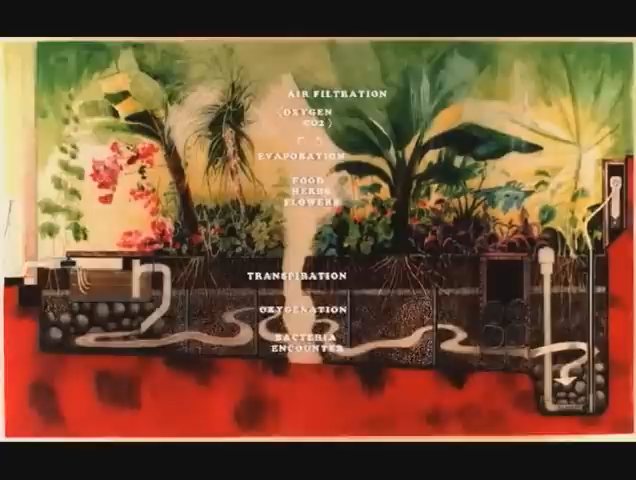 AIR FILTRATION
〈OXYGEN
CO2〉
EVAPORATION
FOOD
HERBS
FLOWERS
TRANSPIRATION
OXYGENATION
BACTERIA
ENCOUNTER